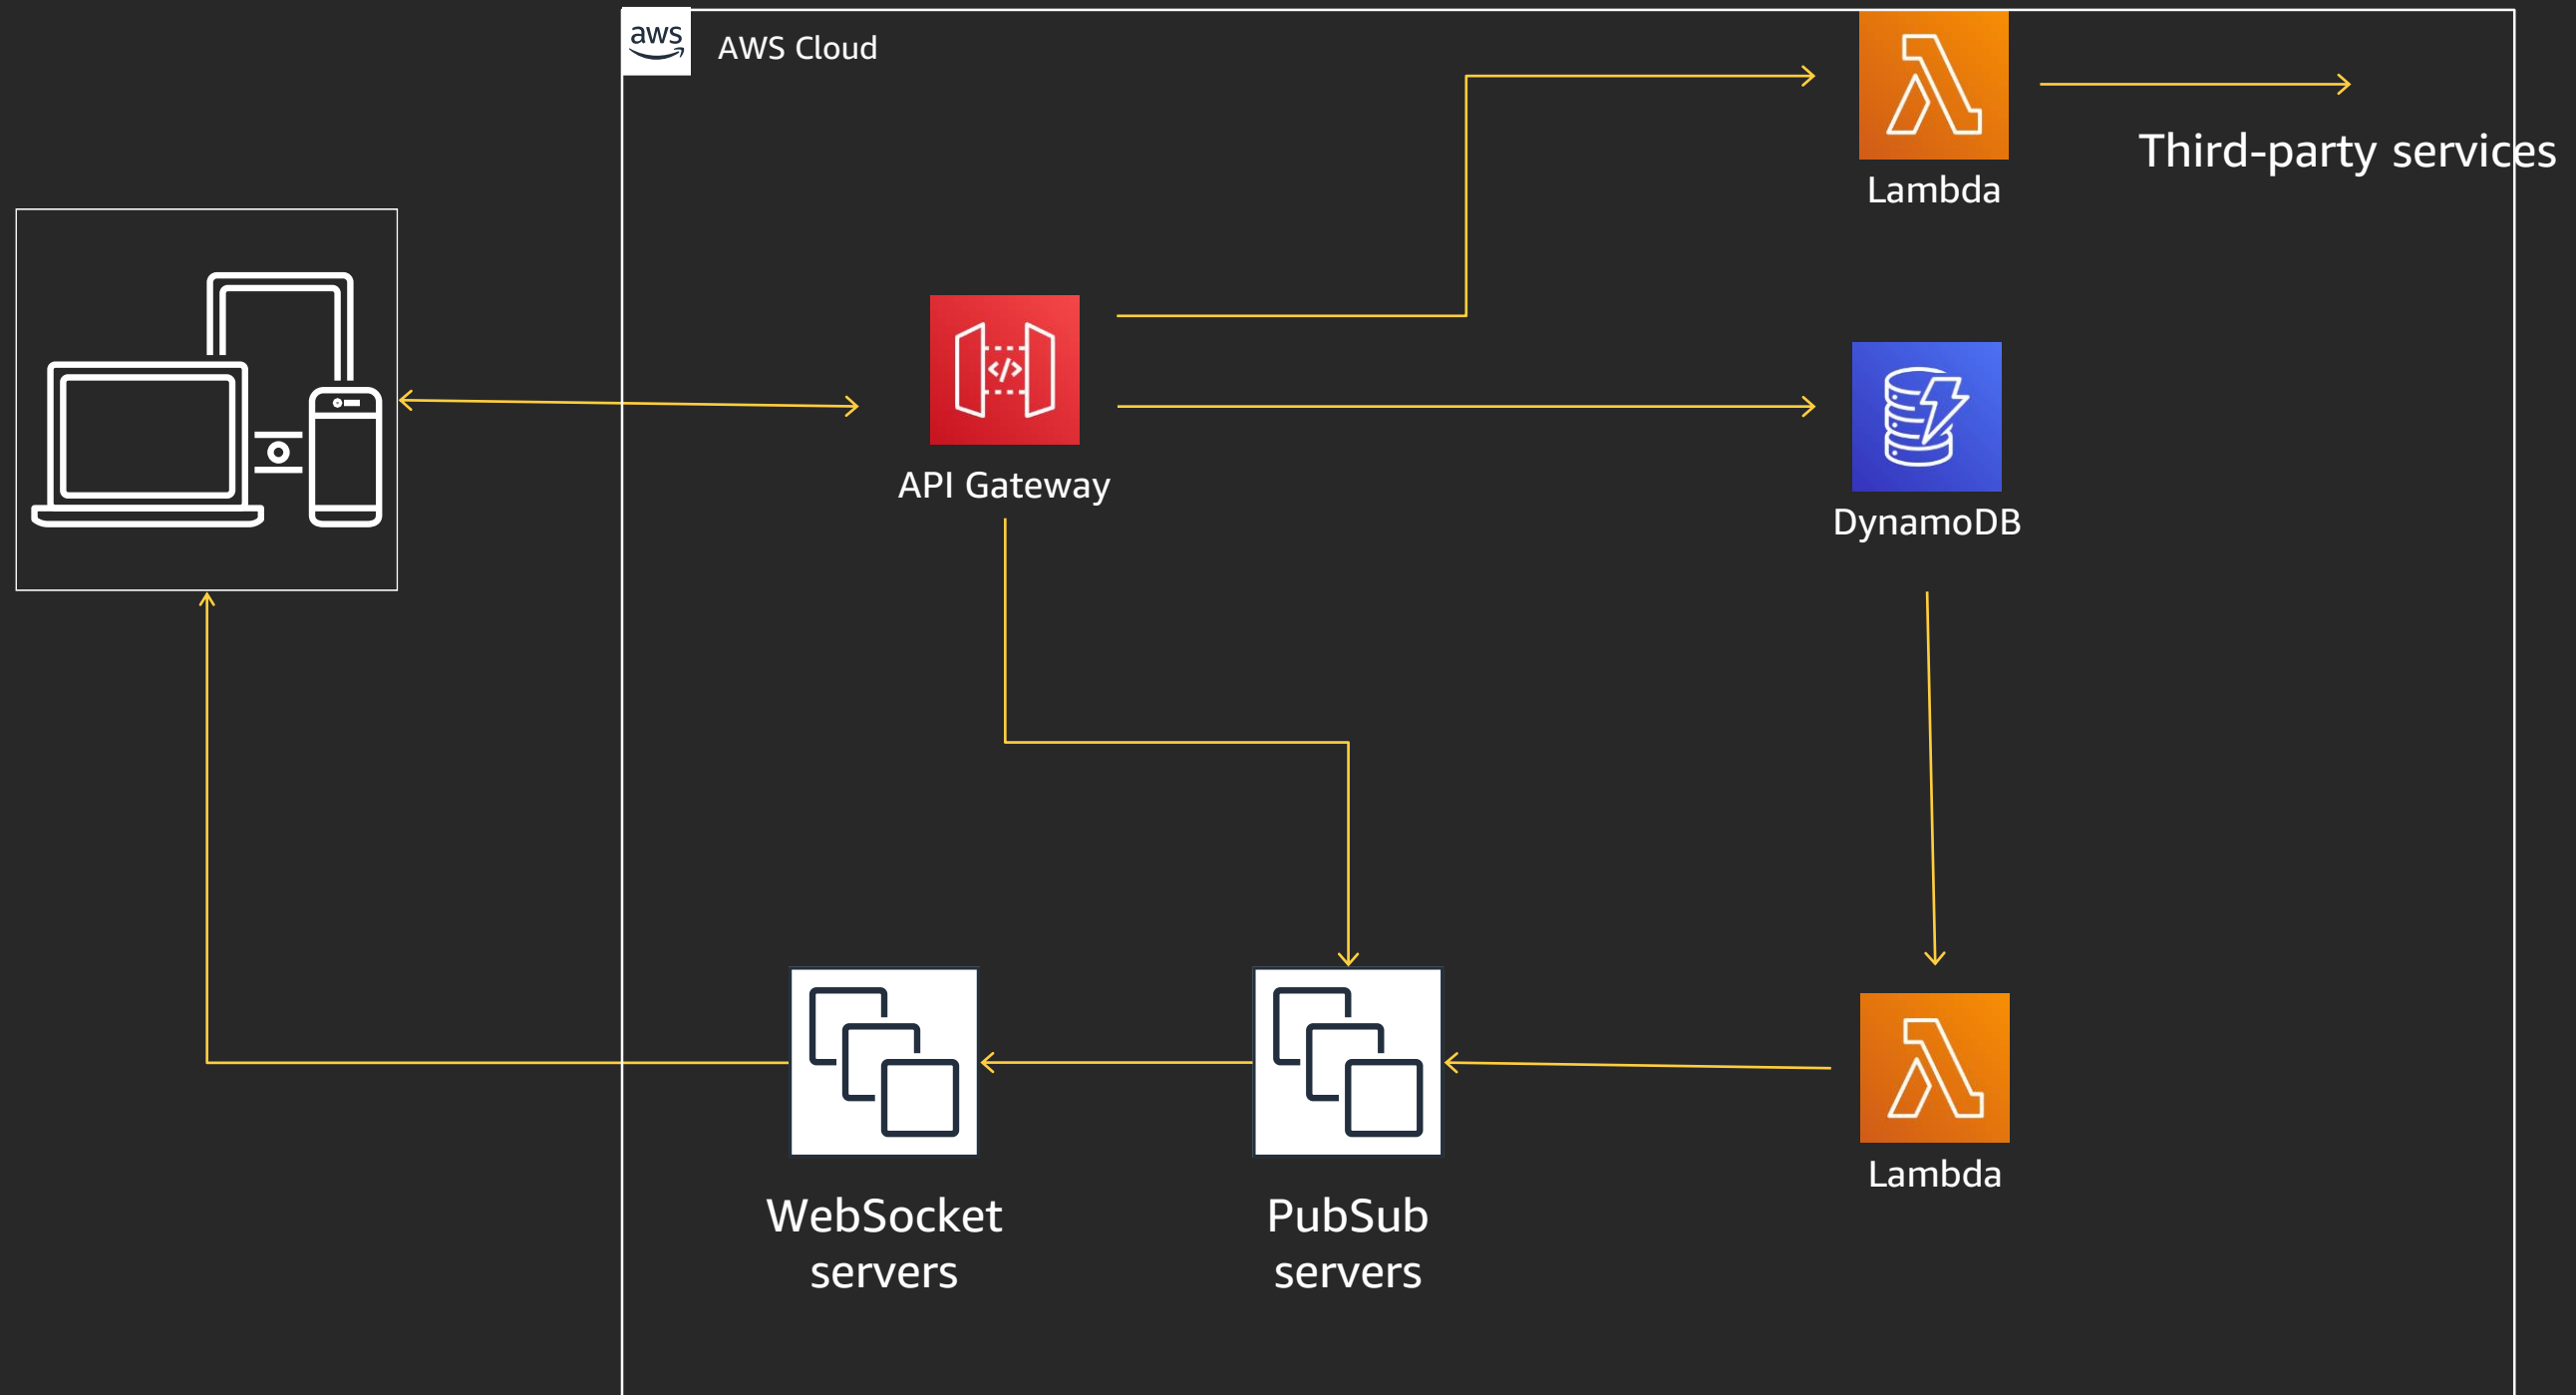 aws
AWS Cloud
Lambda
Third-party services
</>
API Gateway
DynamoDB
WebSocket
servers
PubSub
servers
Lambda